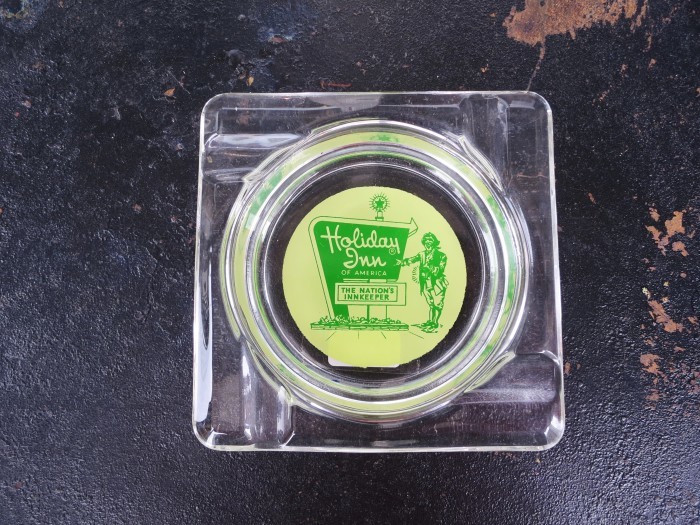 Holiday
Inn
OF AMERICA
THE NATION'S
INNKEEPER